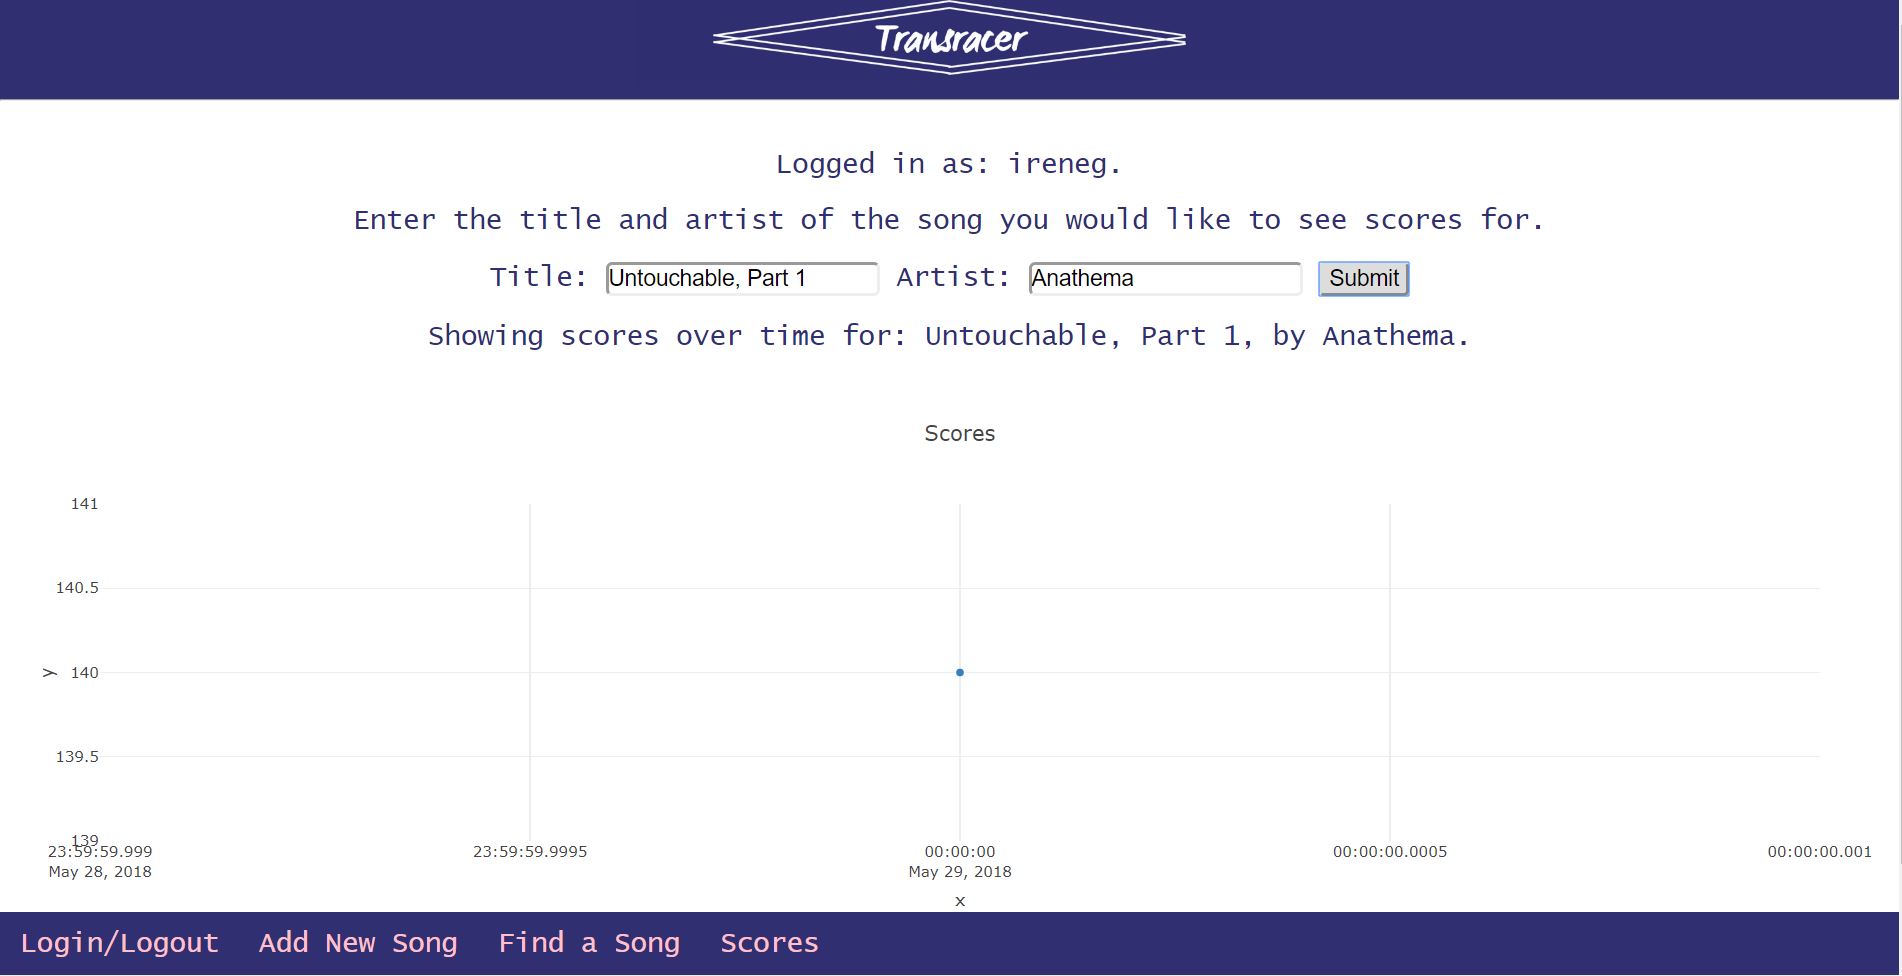 Transracer
Logged in as: ireneg.
Enter the title and artist of the song you would like to see scores for.
Title: Untouchable, Part 1 Artist: Anathema Submit
Showing scores over time for: Untouchable, Part 1, by Anathema.
Scores
141
140.5
y 140
139.5
139
23:59:59.999 23:59:59.9995 00:00:00 00:00:00.0005 00:00:00.001
May 28, 2018 May 29, 2018
x
Login/Logout Add New Song Find a Song Scores